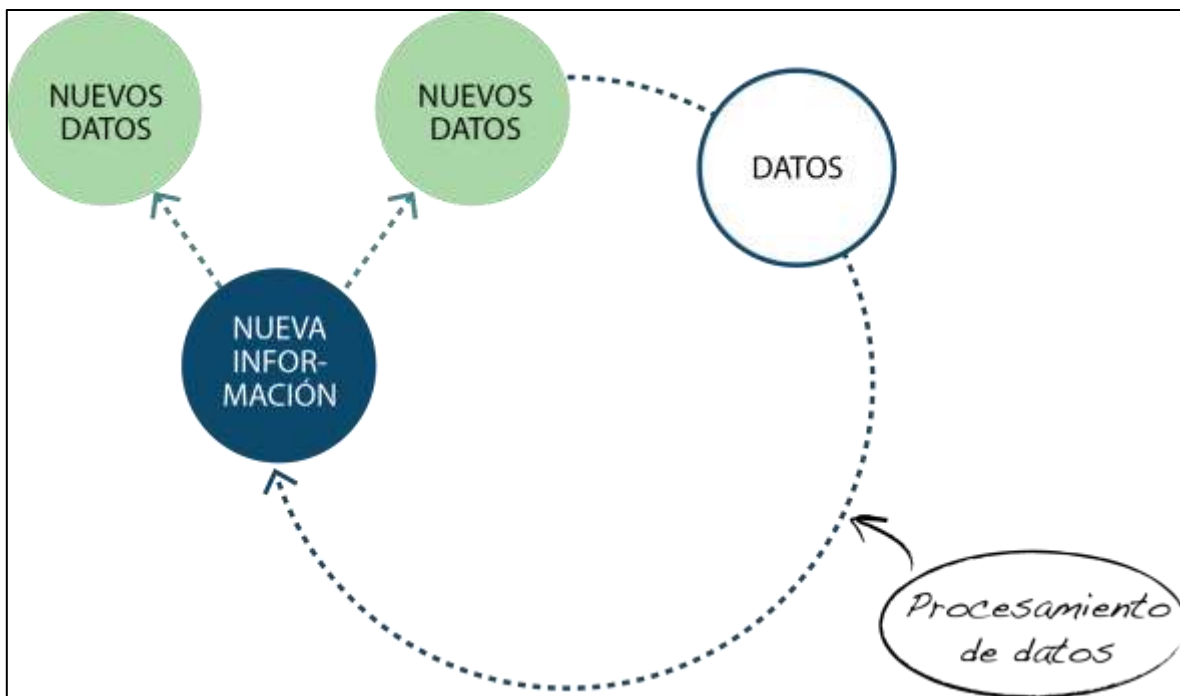 NUEVOS
DATOS
NUEVOS
DATOS
DATOS
NUEVA
INFOR-
MACIÓN
Procesamiento
de datos